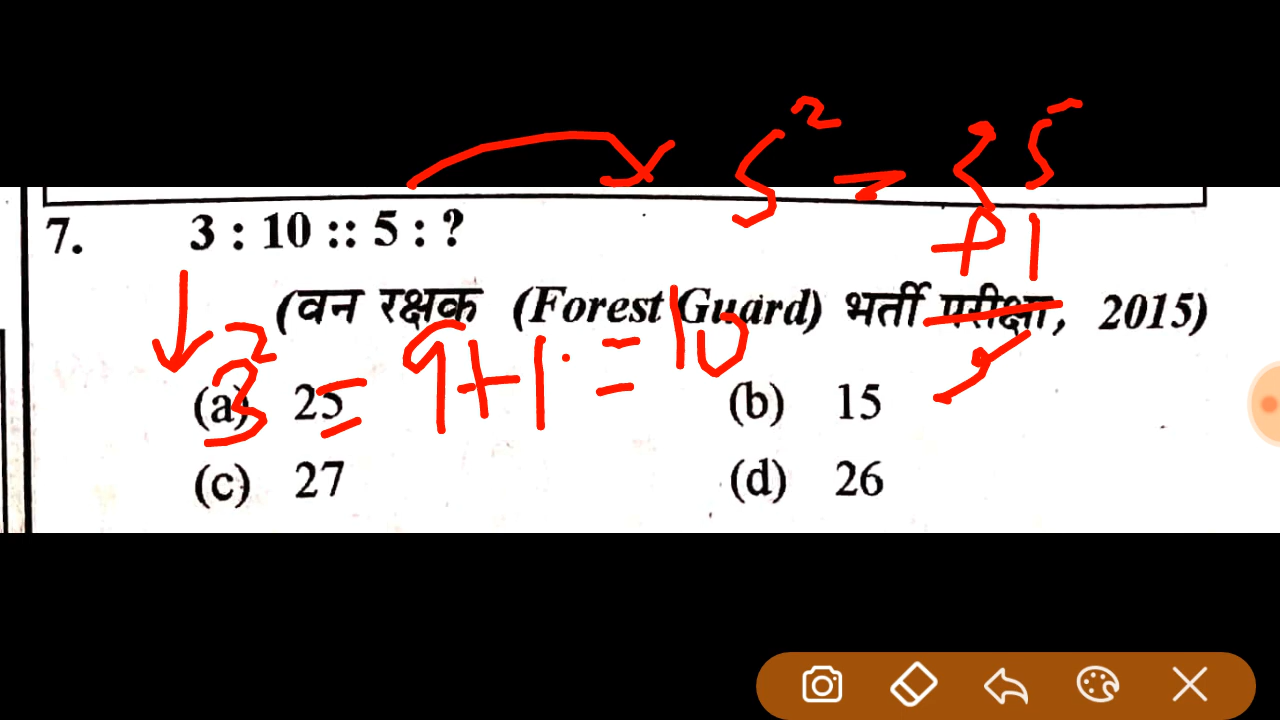 5² = 25
+1
7. 3 : 10 :: 5 : ?
(वन रक्षक (Forest Guard) भर्ती परीक्षा, 2015)
3² = 9+1 = 10
(a) 25 (b) 15
(c) 27 (d) 26